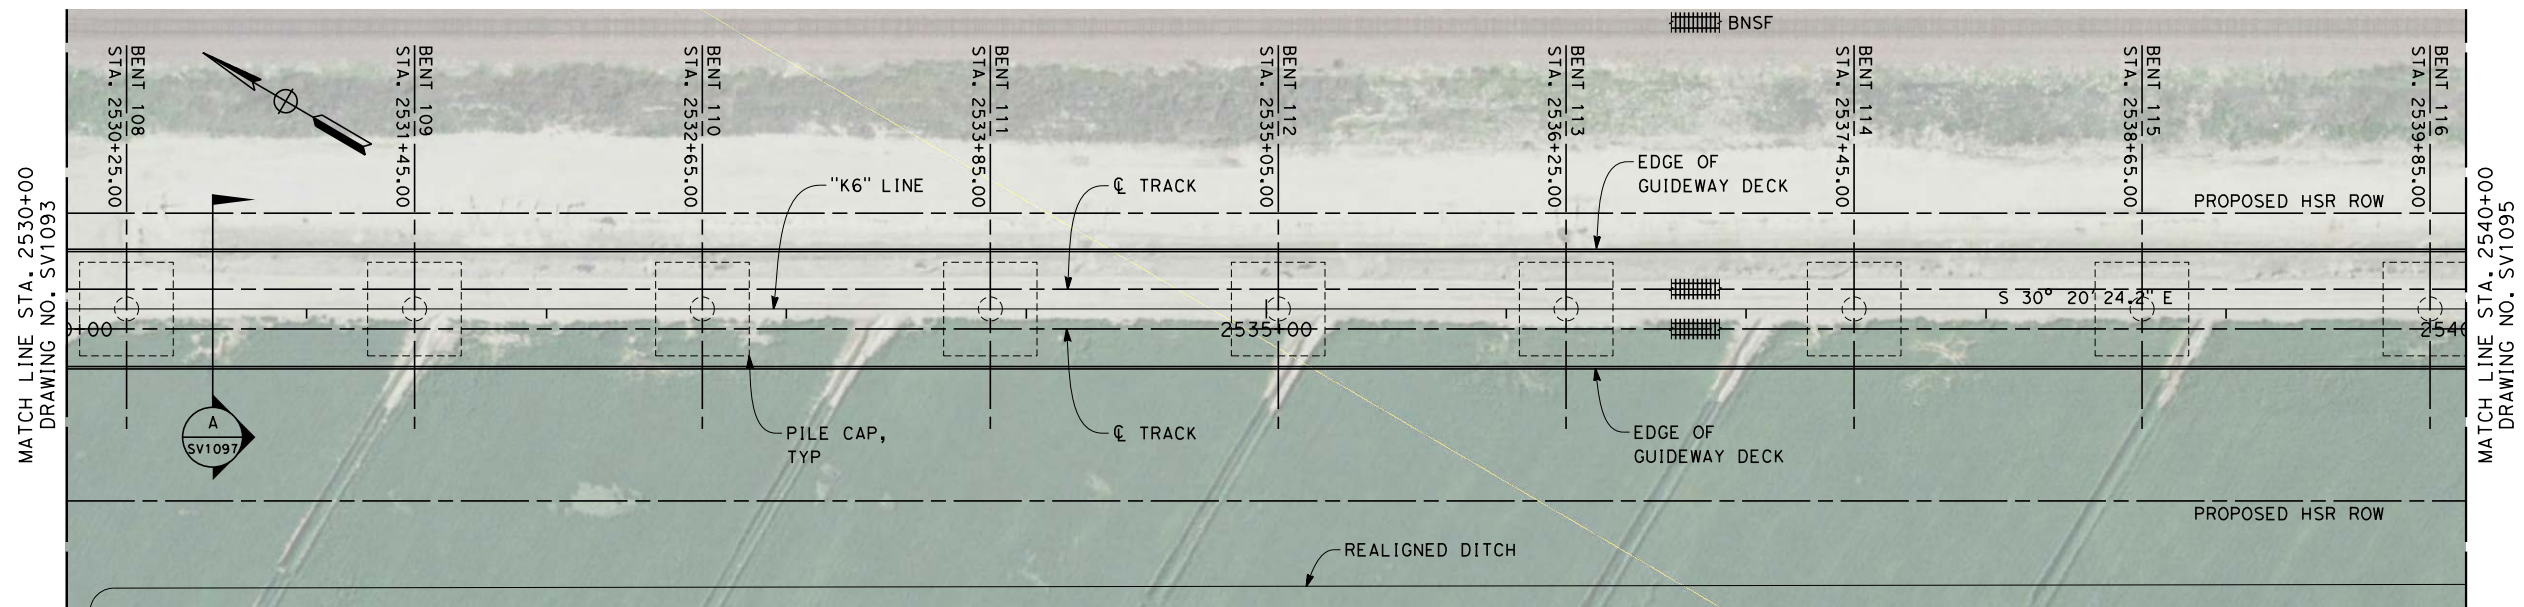 BNSF
BENT 108
STA. 2530+25.00
BENT 109
STA. 2531+45.00
BENT 110
STA. 2532+65.00
BENT 111
STA. 2533+85.00
BENT 112
STA. 2535+05.00
BENT 113
STA. 2536+25.00
BENT 114
STA. 2537+45.00
BENT 115
STA. 2538+65.00
BENT 116
STA. 2539+85.00
MATCH LINE STA. 2530+00
DRAWING NO. SV1093
"K6" LINE
℄ TRACK
EDGE OF
GUIDEWAY DECK
PROPOSED HSR ROW
MATCH LINE STA. 2540+00
DRAWING NO. SV1095
S 30° 20' 24.2" E
0+00
2535+00
2540
A
SV1097
PILE CAP,
TYP
℄ TRACK
EDGE OF
GUIDEWAY DECK
PROPOSED HSR ROW
REALIGNED DITCH